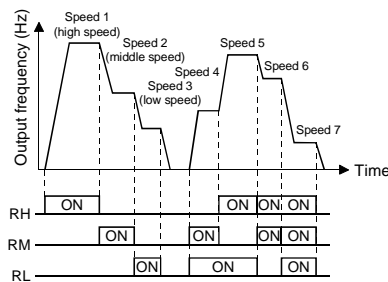 Output frequency (Hz)
Speed 1
(high speed)
Speed 2
(middle speed)
Speed 3
(low speed)
Speed 4
Speed 5
Speed 6
Speed 7
Time
RH ON ON ON ON
RM ON ON ON ON
RL ON ON ON